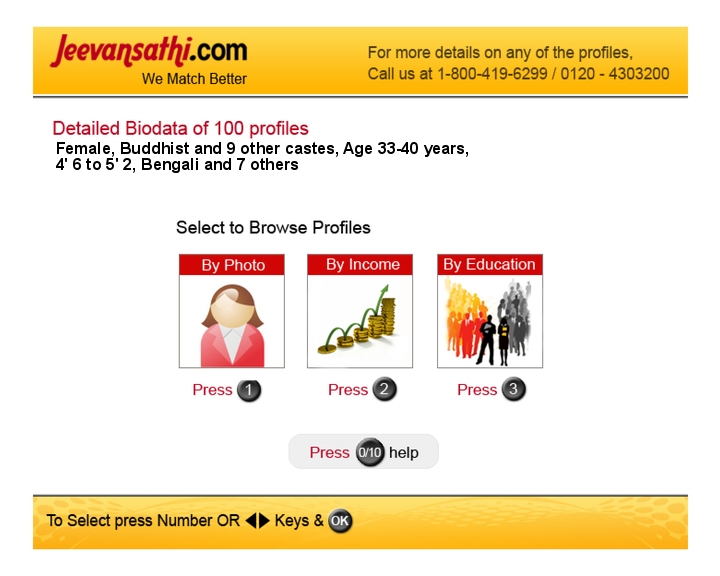 Jeevansathi.com
We Match Better
For more details on any of the profiles,
Call us at 1-800-419-6299 / 0120 - 4303200
Detailed Biodata of 100 profiles
Female, Buddhist and 9 other castes, Age 33-40 years,
4' 6 to 5' 2, Bengali and 7 others
Select to Browse Profiles
By Photo By Income By Education
Press 1 Press 2 Press 3
Press 0/10 help
To Select press Number OR ◀▶ Keys & OK